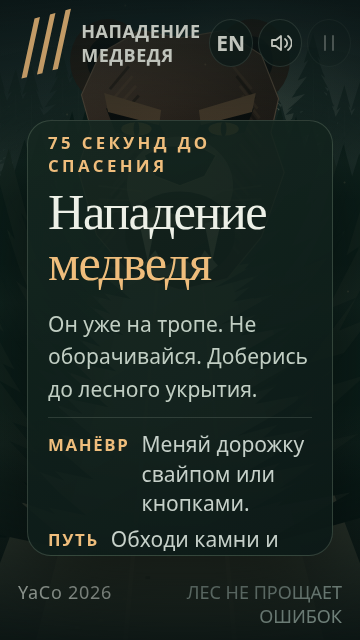 НАПАДЕНИЕ
МЕДВЕДЯ
EN
75 СЕКУНД ДО
СПАСЕНИЯ
Нападение
медведя
Он уже на тропе. Не
оборачивайся. Доберись
до лесного укрытия.
МАНЁВР Меняй дорожку
свайпом или
кнопками.
ПУТЬ Обходи камни и
YaCo 2026
ЛЕС НЕ ПРОЩАЕТ
ОШИБОК